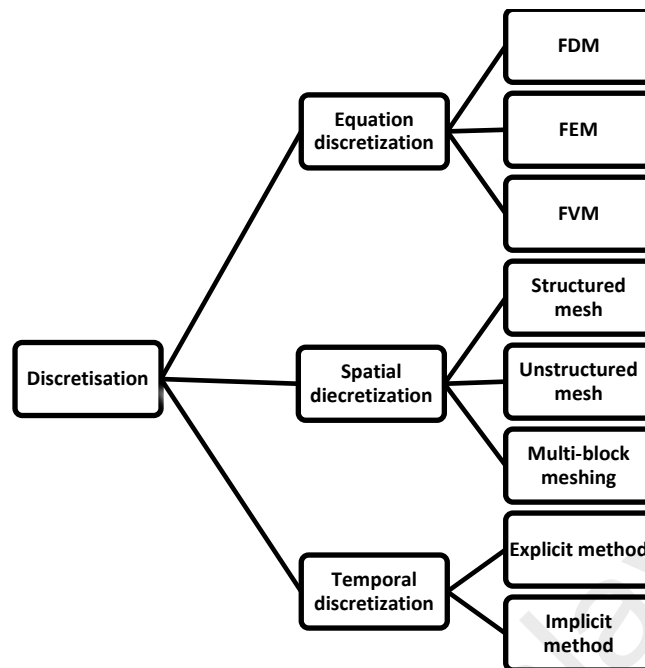 Discretisation
Equation
discretization
FDM
FEM
FVM
Spatial
diecretization
Structured
mesh
Unstructured
mesh
Multi-block
meshing
Temporal
discretization
Explicit method
Implicit
method